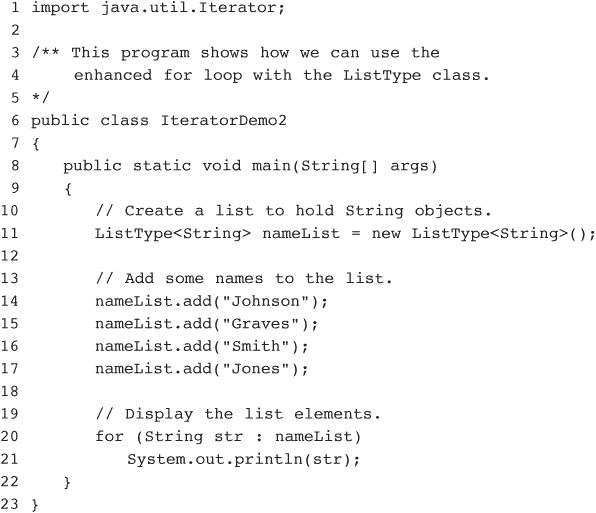 1 import java.util.Iterator;
2
3 /** This program shows how we can use the
4     enhanced for loop with the ListType class.
5 */
6 public class IteratorDemo2
7 {
8    public static void main(String[] args)
9    {
10       // Create a list to hold String objects.
11       ListType<String> nameList = new ListType<String>();
12
13       // Add some names to the list.
14       nameList.add("Johnson");
15       nameList.add("Graves");
16       nameList.add("Smith");
17       nameList.add("Jones");
18
19       // Display the list elements.
20       for (String str : nameList)
21          System.out.println(str);
22    }
23 }